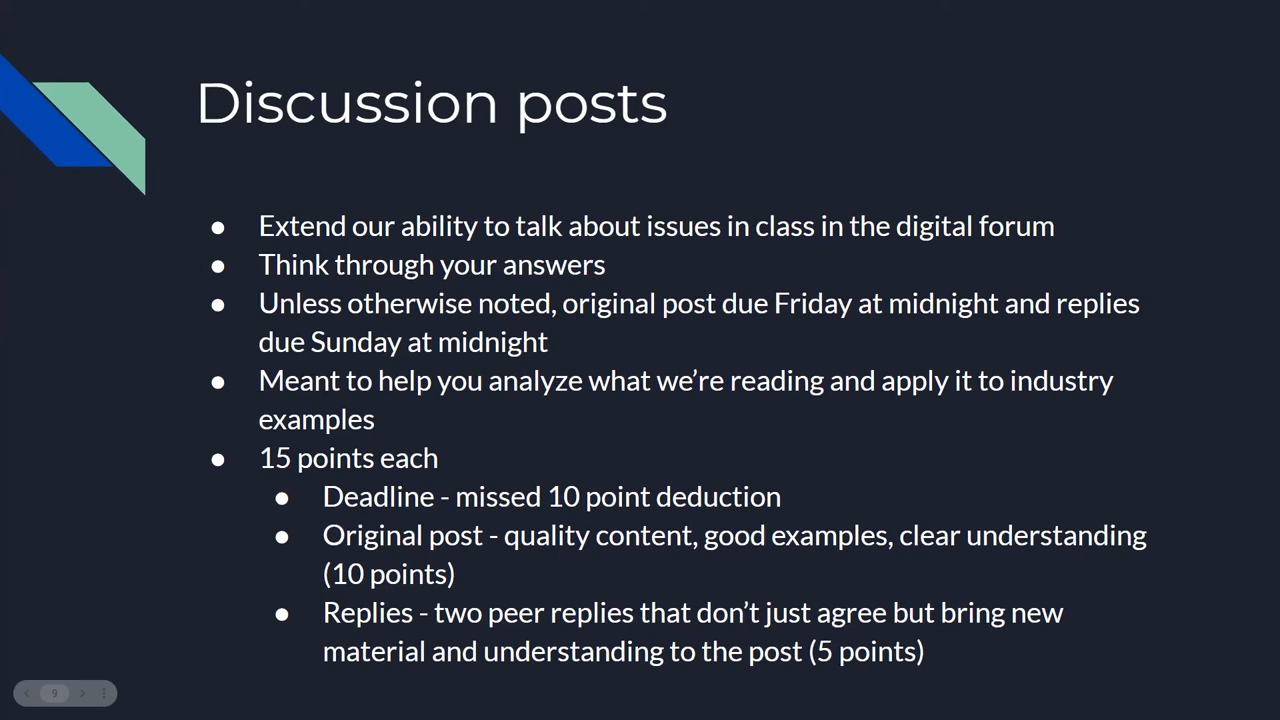 Discussion posts
● Extend our ability to talk about issues in class in the digital forum
● Think through your answers
● Unless otherwise noted, original post due Friday at midnight and replies
due Sunday at midnight
● Meant to help you analyze what we’re reading and apply it to industry
examples
● 15 points each
● Deadline - missed 10 point deduction
● Original post - quality content, good examples, clear understanding
(10 points)
● Replies - two peer replies that don’t just agree but bring new
material and understanding to the post (5 points)
9